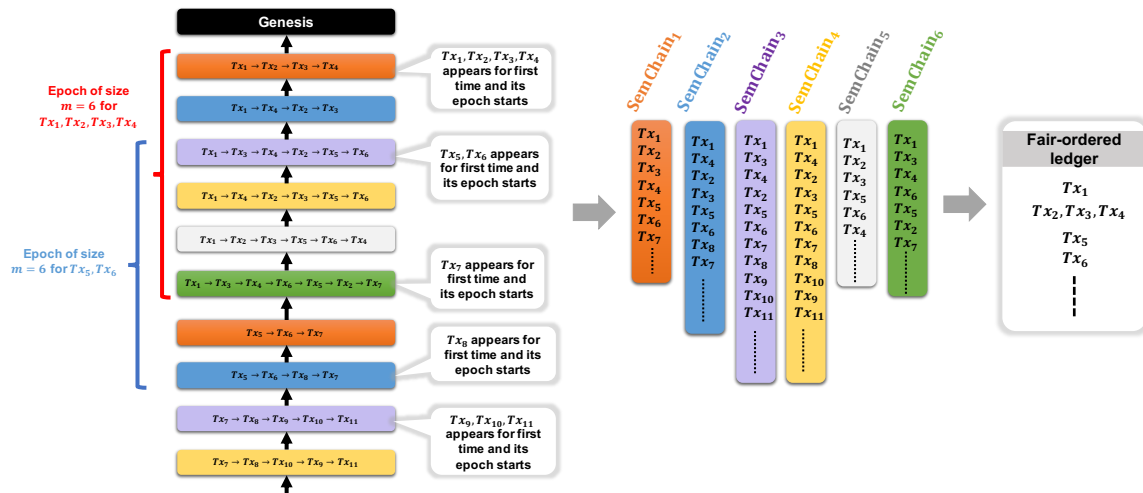 Genesis
Tx₁ → Tx₂ → Tx₃ → Tx₄
Tx₁ → Tx₄ → Tx₂ → Tx₃
Tx₁ → Tx₃ → Tx₄ → Tx₂ → Tx₅ → Tx₆
Tx₁ → Tx₄ → Tx₂ → Tx₃ → Tx₅ → Tx₆
Tx₁ → Tx₂ → Tx₃ → Tx₅ → Tx₆ → Tx₄
Tx₁ → Tx₃ → Tx₄ → Tx₆ → Tx₅ → Tx₂ → Tx₇
Tx₅ → Tx₆ → Tx₇
Tx₅ → Tx₆ → Tx₈ → Tx₇
Tx₇ → Tx₈ → Tx₉ → Tx₁₀ → Tx₁₁
Tx₇ → Tx₈ → Tx₁₀ → Tx₉ → Tx₁₁
Epoch of size
m = 6 for
Tx₁, Tx₂, Tx₃, Tx₄
Epoch of size
m = 6 for Tx₅, Tx₆
Tx₁, Tx₂, Tx₃, Tx₄
appears for first
time and its
epoch starts
Tx₅, Tx₆ appears
for first time and
its epoch starts
Tx₇ appears for
first time and
its epoch starts
Tx₈ appears for
first time and its
epoch starts
Tx₉, Tx₁₀, Tx₁₁
appears for first
time and its
epoch starts
SemChain₁
Tx₁
Tx₂
Tx₃
Tx₄
Tx₅
Tx₆
Tx₇
SemChain₂
Tx₁
Tx₄
Tx₂
Tx₃
Tx₅
Tx₆
Tx₈
Tx₇
SemChain₃
Tx₁
Tx₃
Tx₄
Tx₂
Tx₅
Tx₆
Tx₇
Tx₈
Tx₉
Tx₁₀
Tx₁₁
SemChain₄
Tx₁
Tx₄
Tx₂
Tx₃
Tx₅
Tx₆
Tx₇
Tx₈
Tx₁₀
Tx₉
Tx₁₁
SemChain₅
Tx₁
Tx₂
Tx₃
Tx₅
Tx₆
Tx₄
SemChain₆
Tx₁
Tx₃
Tx₄
Tx₆
Tx₅
Tx₂
Tx₇
Fair-ordered
ledger
Tx₁
Tx₂, Tx₃, Tx₄
Tx₅
Tx₆